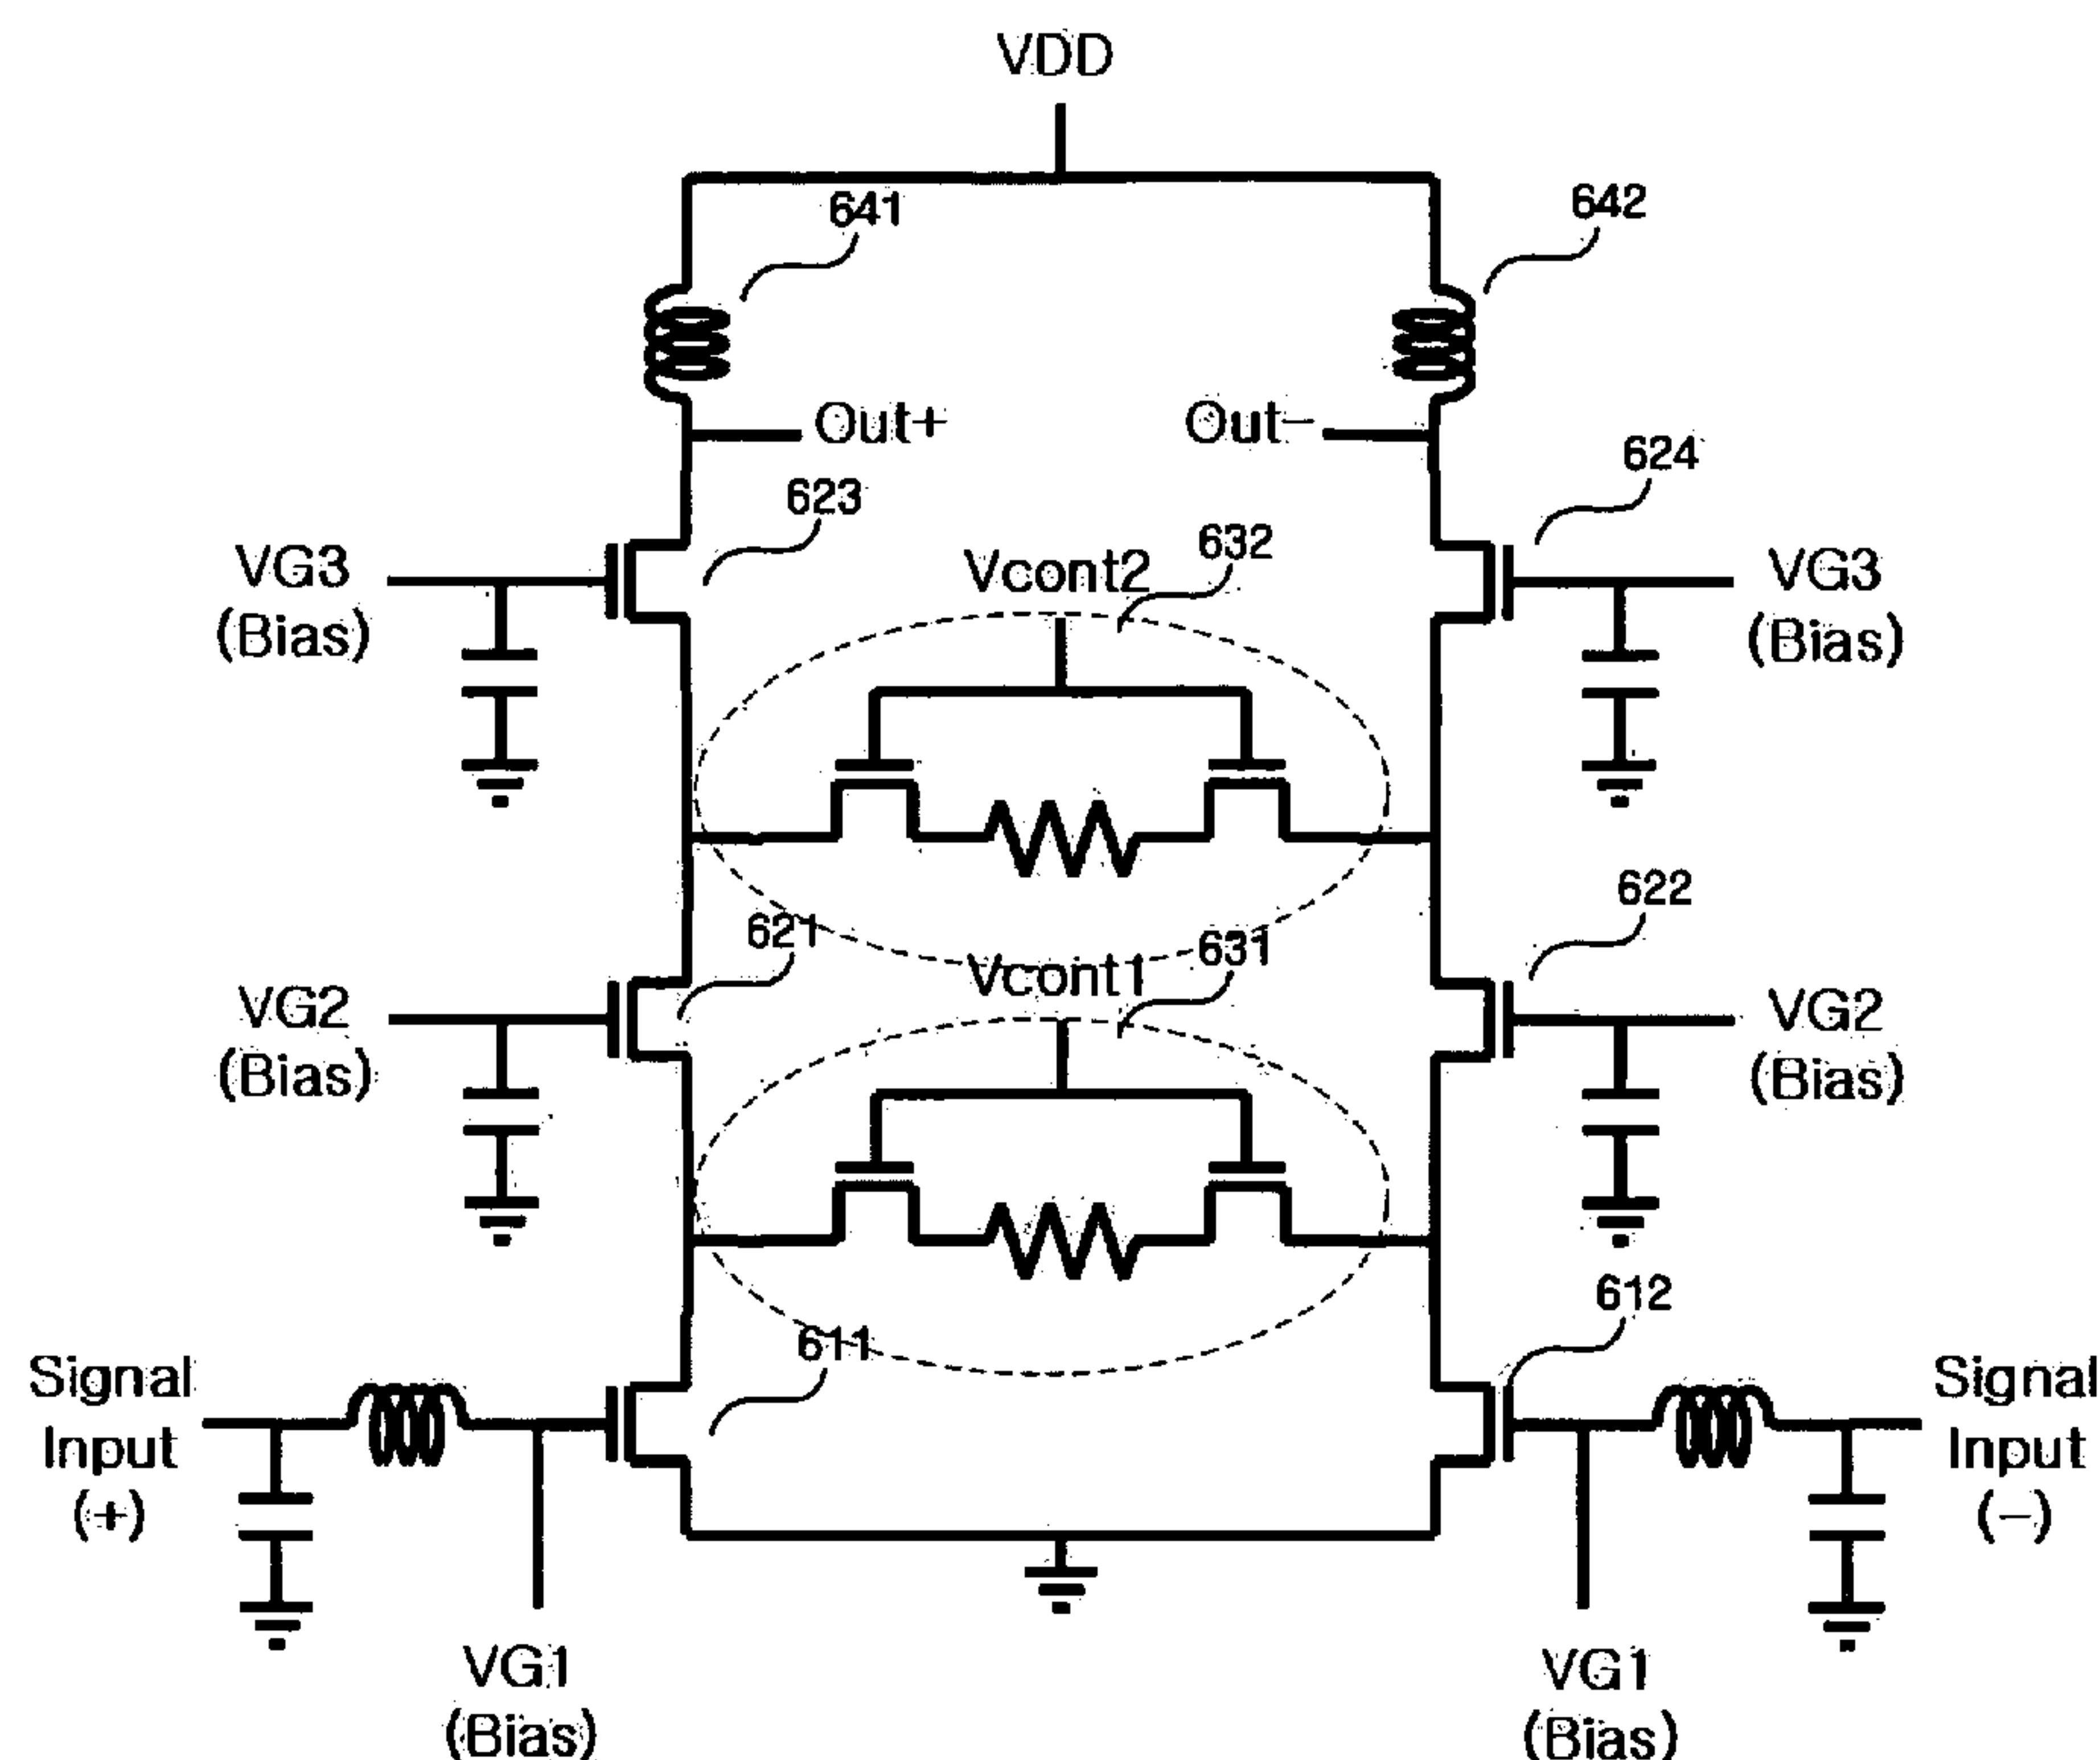 VDD
641
642
Out+
Out-
624
623
632
VG3
(Bias)
Vcont2
VG3
(Bias)
622
621
631
Vcont1
VG2
(Bias)
VG2
(Bias)
612
611
Signal
Input
(+)
Signal
Input
(-)
VG1
(Bias)
VG1
(Bias)